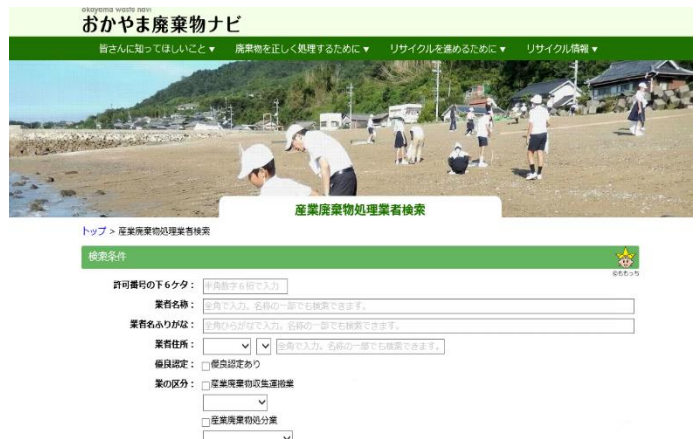 okayama waste navi
おかやま廃棄物ナビ
皆さんに知ってほしいこと▼ 廃棄物を正しく処理するために▼ リサイクルを進めるために▼ リサイクル情報▼
産業廃棄物処理業者検索
トップ > 産業廃棄物処理業者検索
検索条件
©ももっち
許可番号の下6ケタ： 半角数字6桁で入力
業者名称： 全角で入力。名称の一部でも検索できます。
業者名ふりがな： 全角ひらがなで入力。名称の一部でも検索できます。
業者住所： 全角で入力。名称の一部でも検索できます。
優良認定： 優良認定あり
業の区分： 産業廃棄物収集運搬業
産業廃棄物処分業